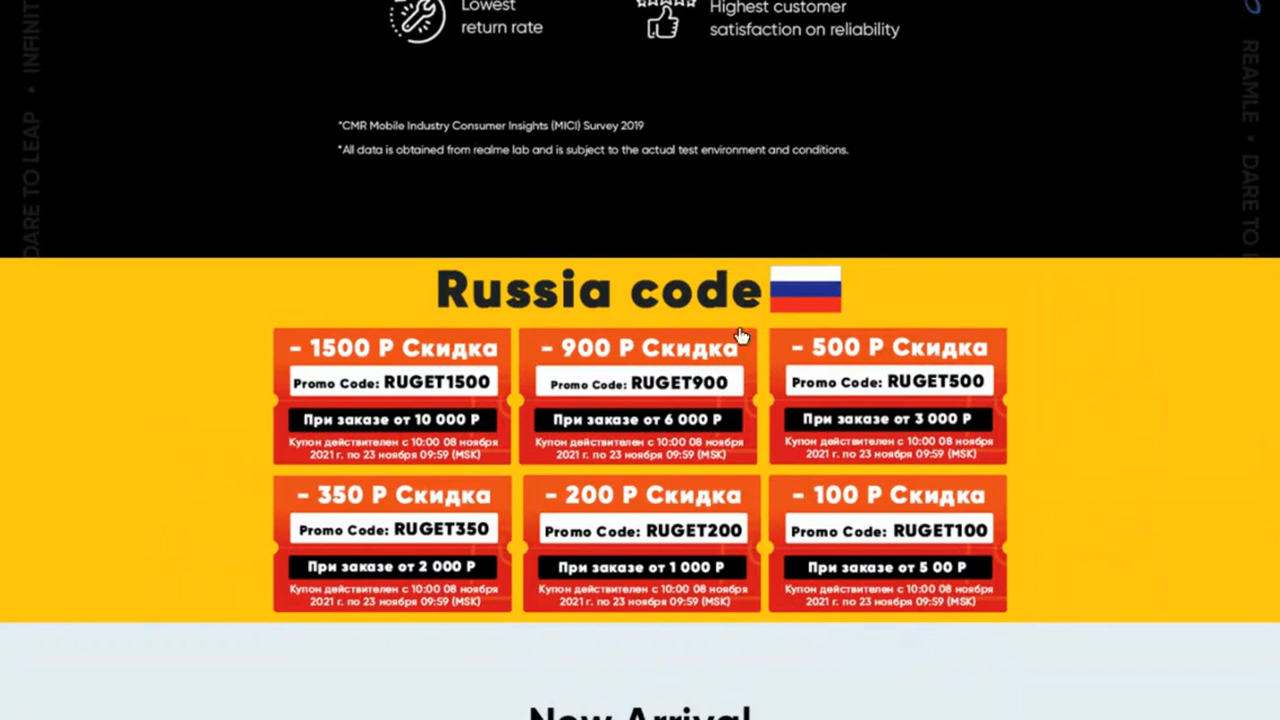 Lowest
return rate
Highest customer
satisfaction on reliability
INFINIT
DARE TO LEAP •
REAMLE • DARE TO
*CMR Mobile Industry Consumer Insights (MICI) Survey 2019
*All data is obtained from realme lab and is subject to the actual test environment and conditions.
Russia code
- 1500 Р Скидка
Promo Code: RUGET1500
При заказе от 10 000 Р
Купон действителен с 10:00 08 ноября
2021 г. по 23 ноября 09:59 (MSK)
- 900 Р Скидка
Promo Code: RUGET900
При заказе от 6 000 Р
Купон действителен с 10:00 08 ноября
2021 г. по 23 ноября 09:59 (MSK)
- 500 Р Скидка
Promo Code: RUGET500
При заказе от 3 000 Р
Купон действителен с 10:00 08 ноября
2021 г. по 23 ноября 09:59 (MSK)
- 350 Р Скидка
Promo Code: RUGET350
При заказе от 2 000 Р
Купон действителен с 10:00 08 ноября
2021 г. по 23 ноября 09:59 (MSK)
- 200 Р Скидка
Promo Code: RUGET200
При заказе от 1 000 Р
Купон действителен с 10:00 08 ноября
2021 г. по 23 ноября 09:59 (MSK)
- 100 Р Скидка
Promo Code: RUGET100
При заказе от 5 00 Р
Купон действителен с 10:00 08 ноября
2021 г. по 23 ноября 09:59 (MSK)
New Arrival